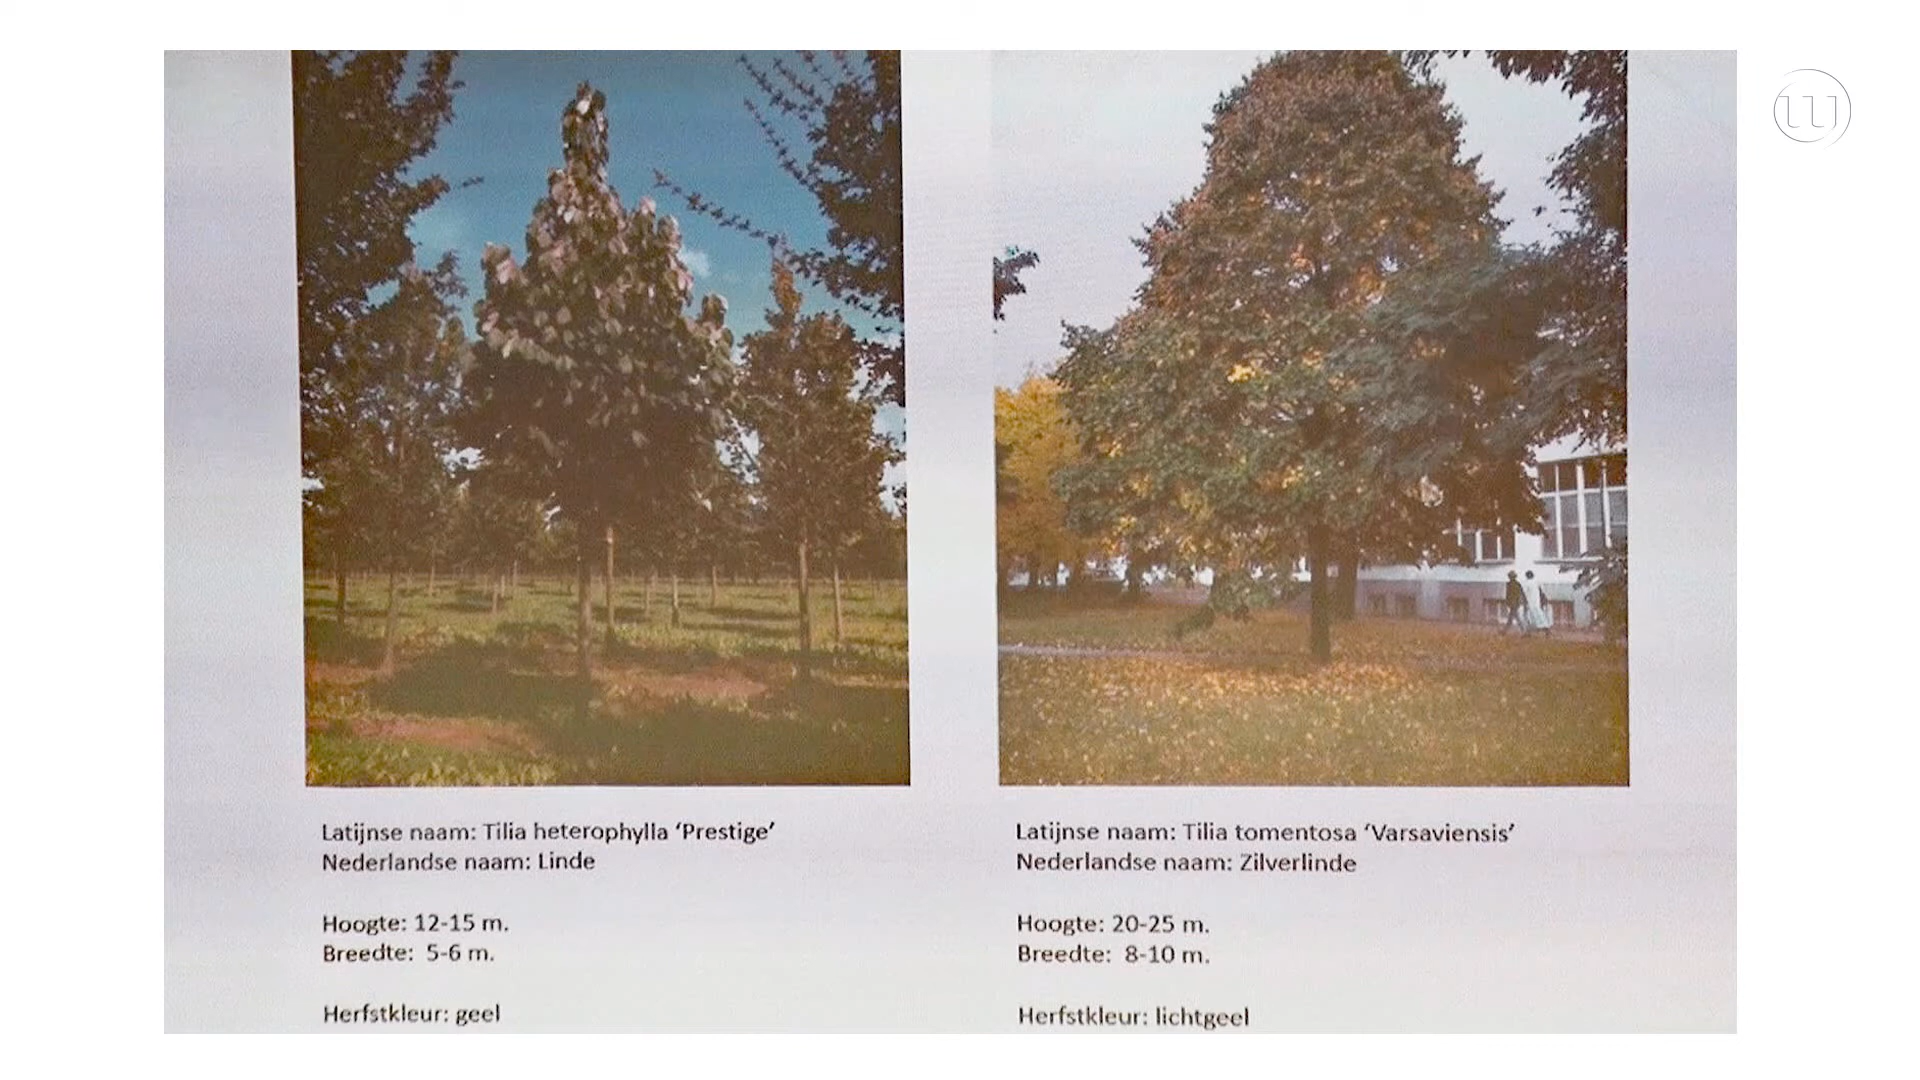 Latijnse naam: Tilia heterophylla ‘Prestige’
Nederlandse naam: Linde
Hoogte: 12-15 m.
Breedte: 5-6 m.
Herfstkleur: geel
Latijnse naam: Tilia tomentosa ‘Varsaviensis’
Nederlandse naam: Zilverlinde
Hoogte: 20-25 m.
Breedte: 8-10 m.
Herfstkleur: lichtgeel